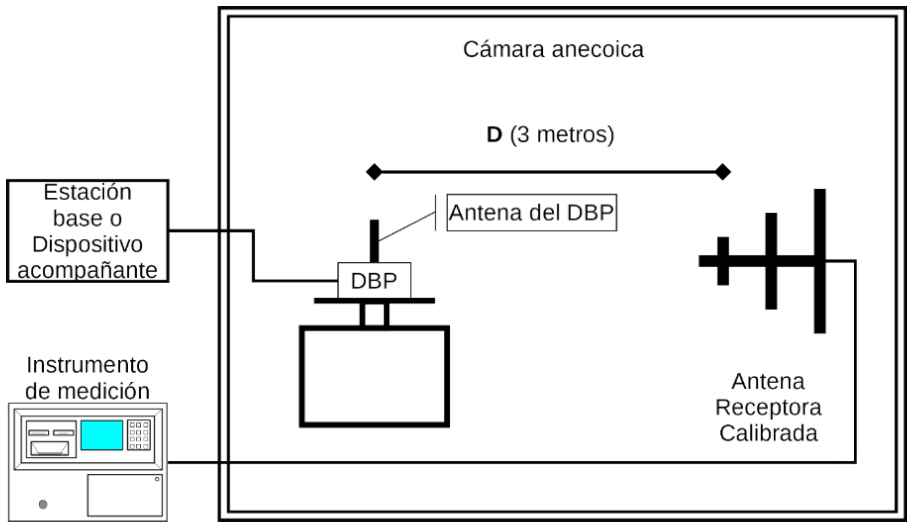 Cámara anecoica
D (3 metros)
Estación
base o
Dispositivo
acompañante
Antena del DBP
DBP
Instrumento
de medición
Antena
Receptora
Calibrada